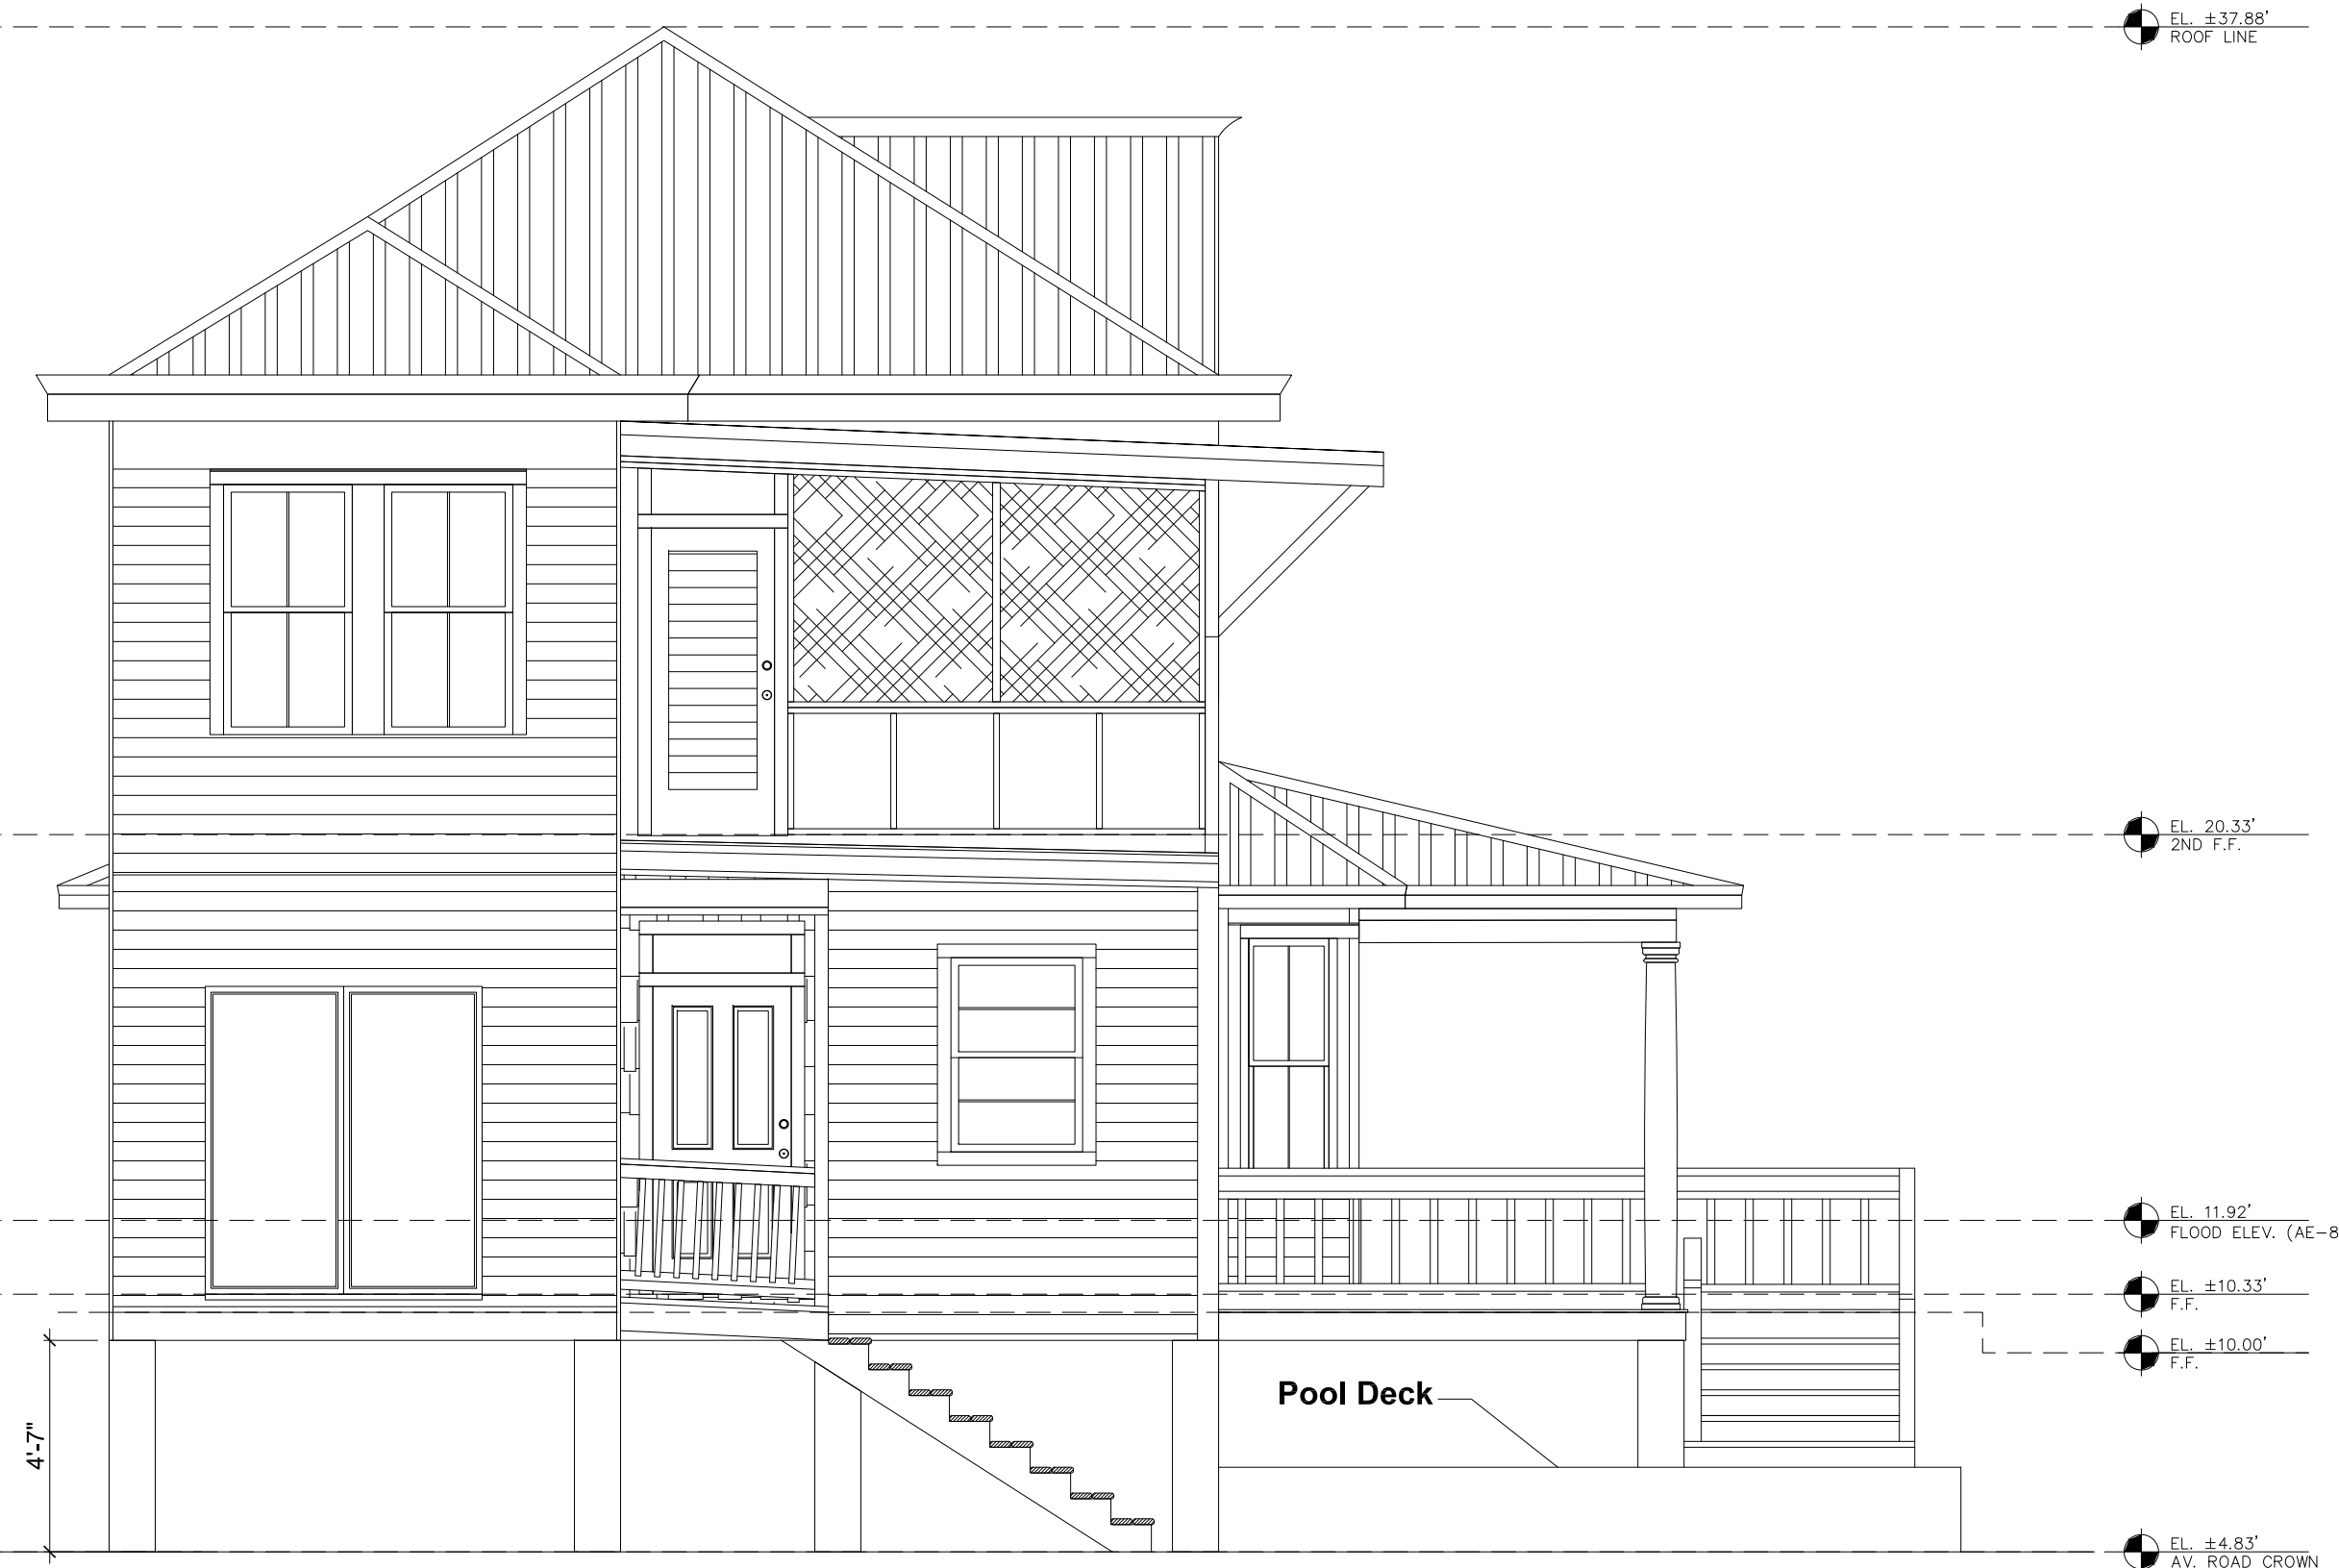 EL. ±37.88'
ROOF LINE
EL. 20.33'
2ND F.F.
EL. 11.92'
FLOOD ELEV. (AE-8
EL. ±10.33'
F.F.
EL. ±10.00'
F.F.
Pool Deck
4'-7"
EL. ±4.83'
AV. ROAD CROWN